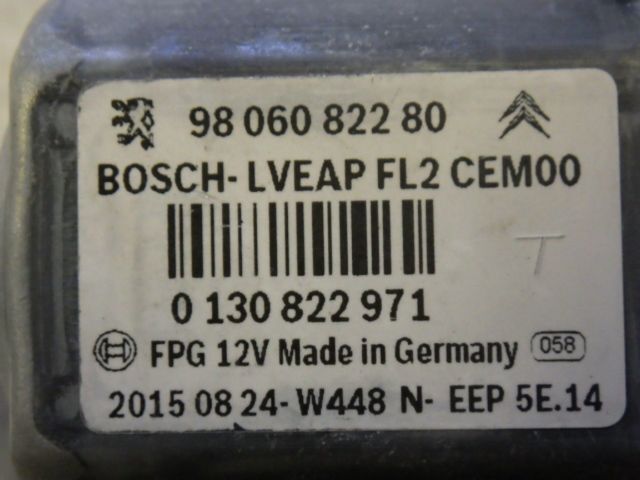 98 060 822 80
BOSCH- LVEAP FL2 CEM00
T
0 130 822 971
FPG 12V Made in Germany 058
2015 08 24- W448 N- EEP 5E.14